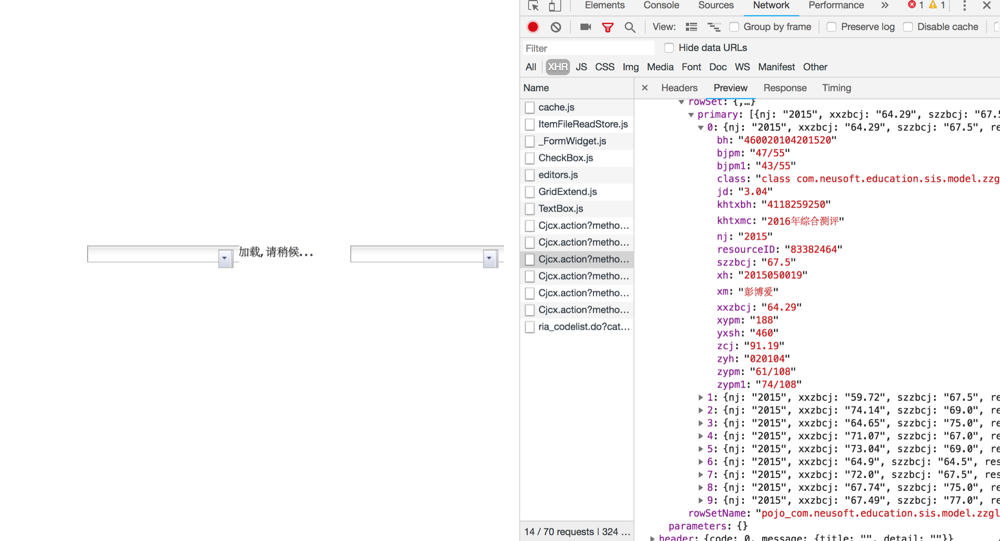 加载,请稍候...
Elements Console Sources Network Performance » 1 1
View: Group by frame Preserve log Disable cache
Filter Hide data URLs
All XHR JS CSS Img Media Font Doc WS Manifest Other
Name × Headers Preview Response Timing
cache.js
ItemFileReadStore.js
_FormWidget.js
CheckBox.js
editors.js
GridExtend.js
TextBox.js
Cjcx.action?metho...
Cjcx.action?metho...
Cjcx.action?metho...
Cjcx.action?metho...
Cjcx.action?metho...
Cjcx.action?metho...
ria_codelist.do?cat...
14 / 70 requests | 324 ...
rowSet: {,…}
primary: [{nj: "2015", xxzbcj: "64.29", szzbcj: "67.5"
0: {nj: "2015", xxzbcj: "64.29", szzbcj: "67.5", re
bh: "460020104201520"
bjpm: "47/55"
bjpm1: "43/55"
class: "class com.neusoft.education.sis.model.zzg
jd: "3.04"
khtxbh: "4118259250"
khtxmc: "2016年综合测评"
nj: "2015"
resourceID: "83382464"
szzbcj: "67.5"
xh: "2015050019"
xm: "彭博爱"
xxzbcj: "64.29"
xypm: "188"
yxsh: "460"
zcj: "91.19"
zyh: "020104"
zypm: "61/108"
zypm1: "74/108"
1: {nj: "2015", xxzbcj: "59.72", szzbcj: "67.5", re
2: {nj: "2015", xxzbcj: "74.14", szzbcj: "69.0", re
3: {nj: "2015", xxzbcj: "64.65", szzbcj: "75.0", re
4: {nj: "2015", xxzbcj: "71.07", szzbcj: "67.0", re
5: {nj: "2015", xxzbcj: "73.04", szzbcj: "69.0", re
6: {nj: "2015", xxzbcj: "64.9", szzbcj: "64.5", res
7: {nj: "2015", xxzbcj: "72.0", szzbcj: "67.5", res
8: {nj: "2015", xxzbcj: "67.74", szzbcj: "75.0", re
9: {nj: "2015", xxzbcj: "67.49", szzbcj: "77.0", re
rowSetName: "pojo_com.neusoft.education.sis.model.zzgl
parameters: {}
header: {code: 0, message: {title: "", detail: ""}}